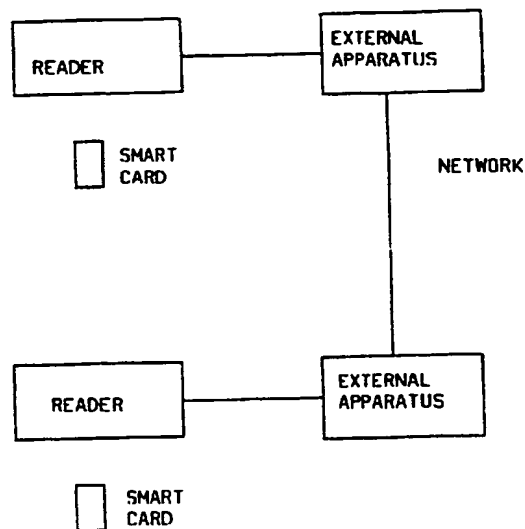 READER
EXTERNAL
APPARATUS
SMART
CARD
NETWORK
READER
EXTERNAL
APPARATUS
SMART
CARD